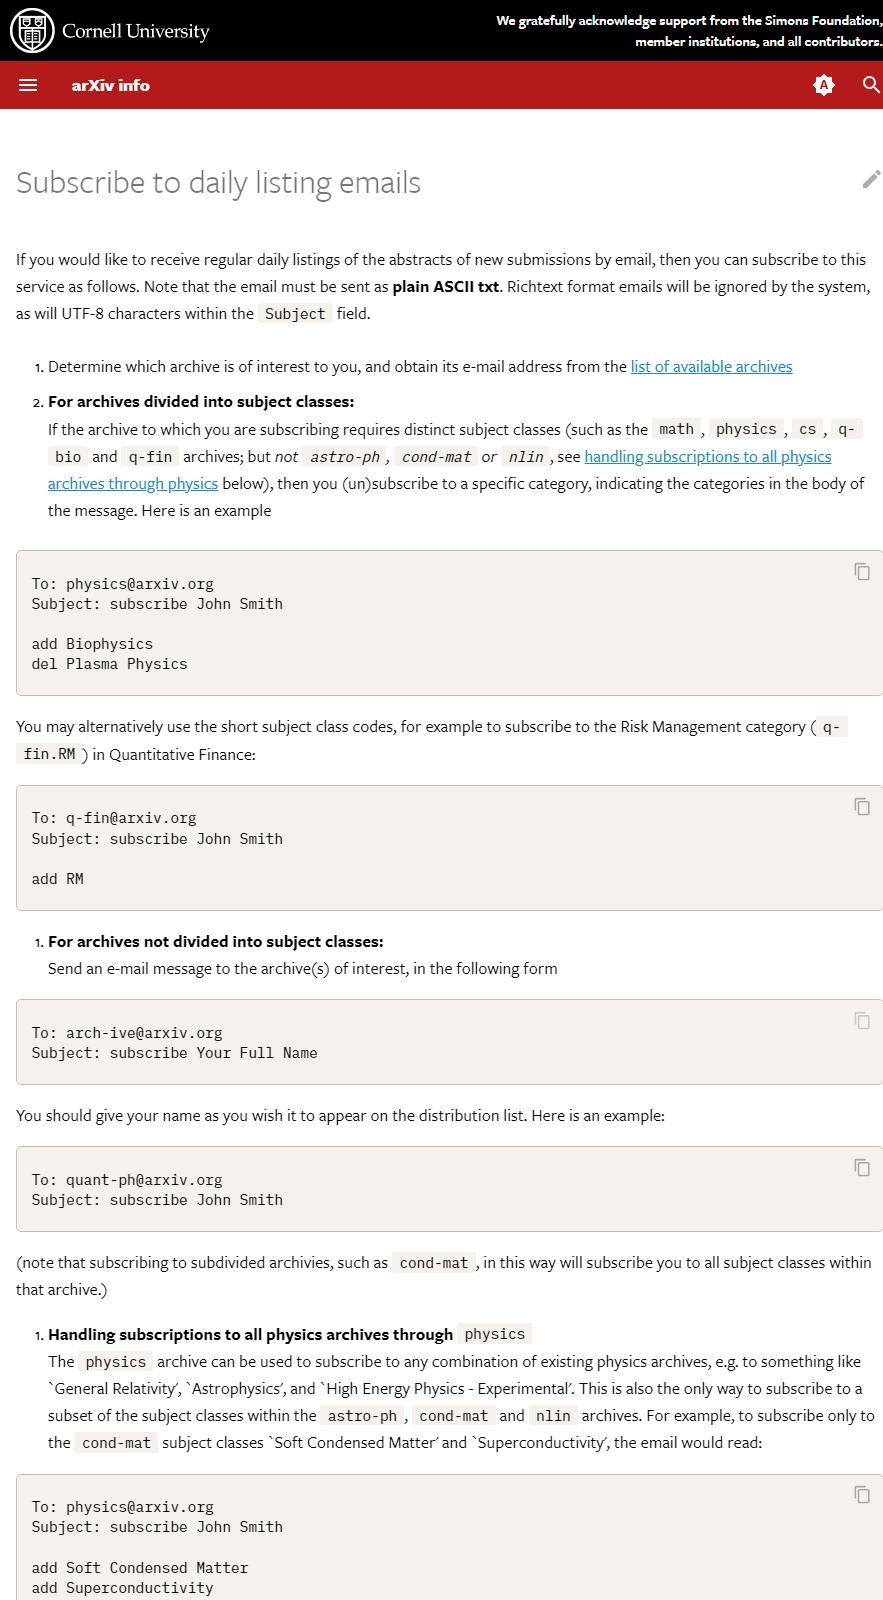 Cornell University
We gratefully acknowledge support from the Simons Foundation,
member institutions, and all contributors.
arXiv info
A
Subscribe to daily listing emails
If you would like to receive regular daily listings of the abstracts of new submissions by email, then you can subscribe to this
service as follows. Note that the email must be sent as plain ASCII txt. Richtext format emails will be ignored by the system,
as will UTF-8 characters within the Subject field.
1. Determine which archive is of interest to you, and obtain its e-mail address from the list of available archives
2. For archives divided into subject classes:
If the archive to which you are subscribing requires distinct subject classes (such as the math , physics , cs , q-
bio and q-fin archives; but not astro-ph , cond-mat or nlin , see handling subscriptions to all physics
archives through physics below), then you (un)subscribe to a specific category, indicating the categories in the body of
the message. Here is an example
To: physics@arxiv.org
Subject: subscribe John Smith
add Biophysics
del Plasma Physics
You may alternatively use the short subject class codes, for example to subscribe to the Risk Management category ( q-
fin.RM ) in Quantitative Finance:
To: q-fin@arxiv.org
Subject: subscribe John Smith
add RM
1. For archives not divided into subject classes:
Send an e-mail message to the archive(s) of interest, in the following form
To: arch-ive@arxiv.org
Subject: subscribe Your Full Name
You should give your name as you wish it to appear on the distribution list. Here is an example:
To: quant-ph@arxiv.org
Subject: subscribe John Smith
(note that subscribing to subdivided archivies, such as cond-mat , in this way will subscribe you to all subject classes within
that archive.)
1. Handling subscriptions to all physics archives through physics
The physics archive can be used to subscribe to any combination of existing physics archives, e.g. to something like
`General Relativity', `Astrophysics', and `High Energy Physics - Experimental'. This is also the only way to subscribe to a
subset of the subject classes within the astro-ph , cond-mat and nlin archives. For example, to subscribe only to
the cond-mat subject classes `Soft Condensed Matter' and `Superconductivity', the email would read:
To: physics@arxiv.org
Subject: subscribe John Smith
add Soft Condensed Matter
add Superconductivity